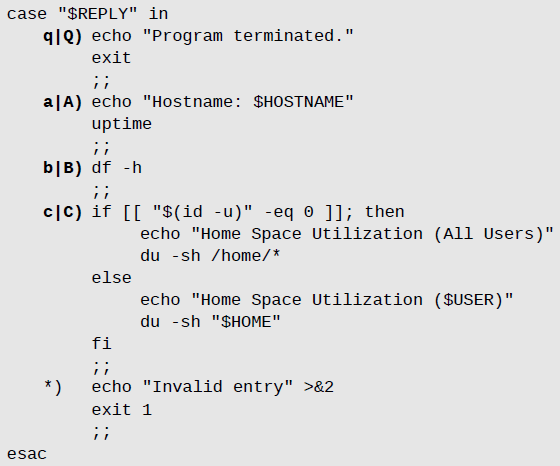 case "$REPLY" in
    q|Q) echo "Program terminated."
         exit
         ;;
    a|A) echo "Hostname: $HOSTNAME"
         uptime
         ;;
    b|B) df -h
         ;;
    c|C) if [[ "$(id -u)" -eq 0 ]]; then
              echo "Home Space Utilization (All Users)"
              du -sh /home/*
         else
              echo "Home Space Utilization ($USER)"
              du -sh "$HOME"
         fi
         ;;
    *)   echo "Invalid entry" >&2
         exit 1
         ;;
esac